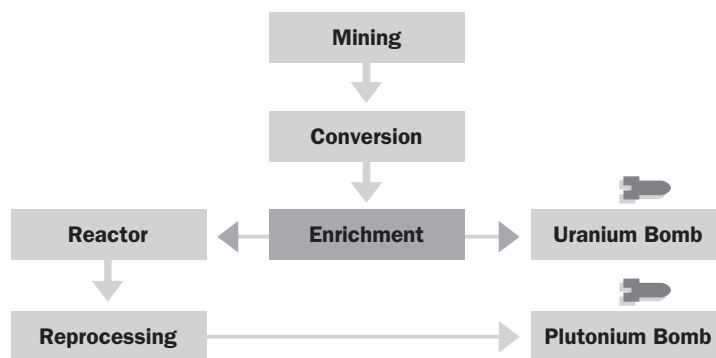 Mining
Conversion
Reactor
Enrichment
Uranium Bomb
Reprocessing
Plutonium Bomb